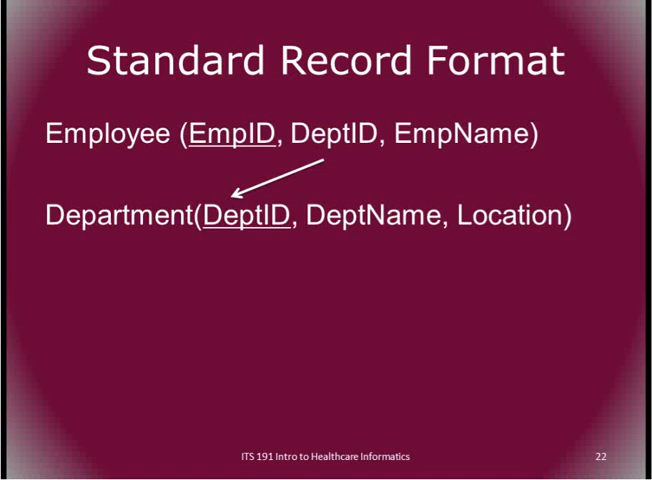 Standard Record Format
Employee (EmpID, DeptID, EmpName)
Department(DeptID, DeptName, Location)
ITS 191 Intro to Healthcare Informatics
22